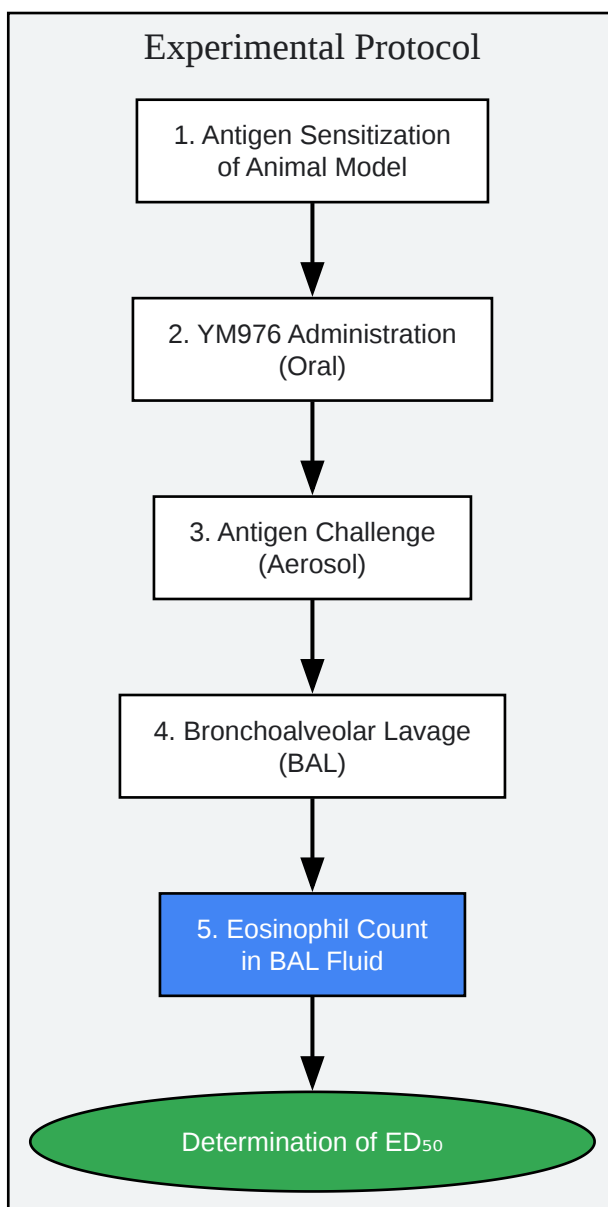 Experimental Protocol
1. Antigen Sensitization
of Animal Model
2. YM976 Administration
(Oral)
3. Antigen Challenge
(Aerosol)
4. Bronchoalveolar Lavage
(BAL)
5. Eosinophil Count
in BAL Fluid
Determination of ED₅₀